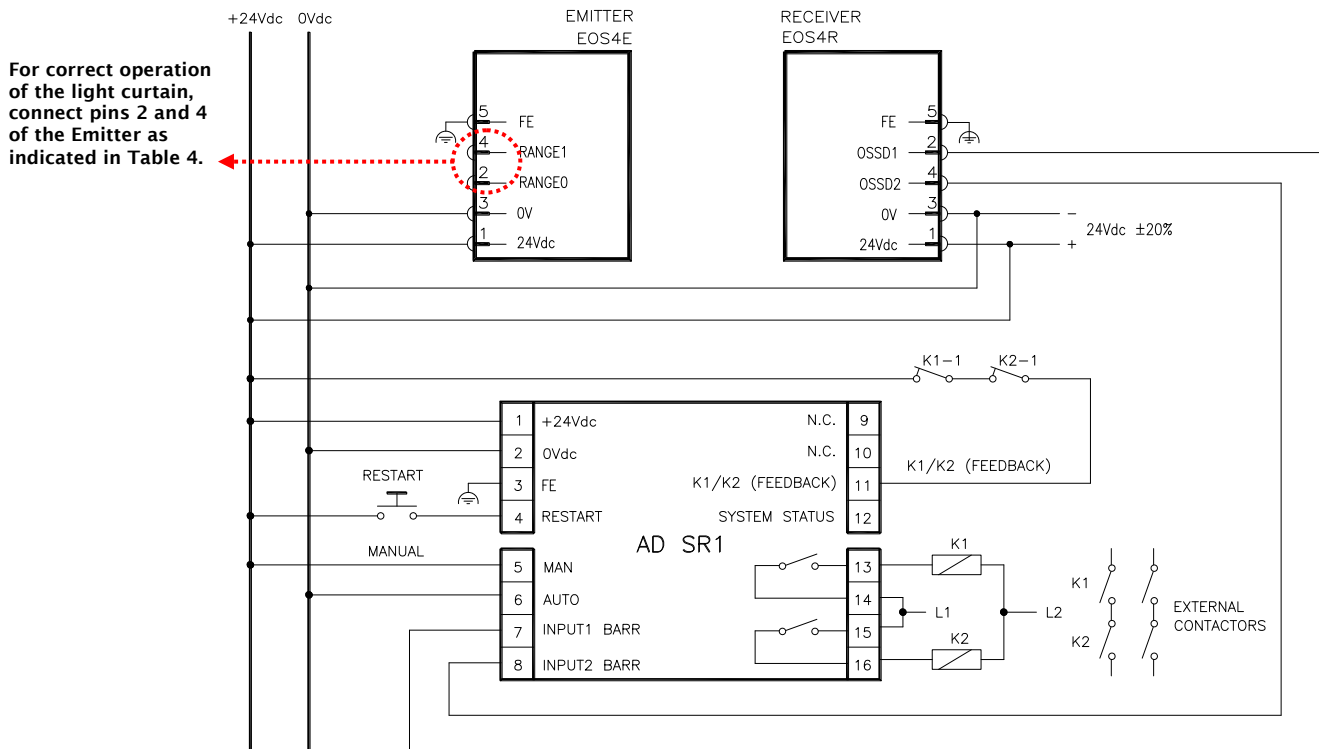 +24Vdc 0Vdc
For correct operation
of the light curtain,
connect pins 2 and 4
of the Emitter as
indicated in Table 4.
EMITTER
EOS4E
5 FE
4 RANGE1
2 RANGE0
3 0V
1 24Vdc
RECEIVER
EOS4R
FE 5
OSSD1 2
OSSD2 4
0V 3
24Vdc 1
−
24Vdc ±20%
+
K1−1 K2−1
K1/K2 (FEEDBACK)
RESTART
MANUAL
1 +24Vdc
2 0Vdc
3 FE
4 RESTART
N.C. 9
N.C. 10
K1/K2 (FEEDBACK) 11
SYSTEM STATUS 12
AD SR1
5 MAN
6 AUTO
7 INPUT1 BARR
8 INPUT2 BARR
13
14
15
16
K1
L1
L2
K2
K1
K2
EXTERNAL
CONTACTORS